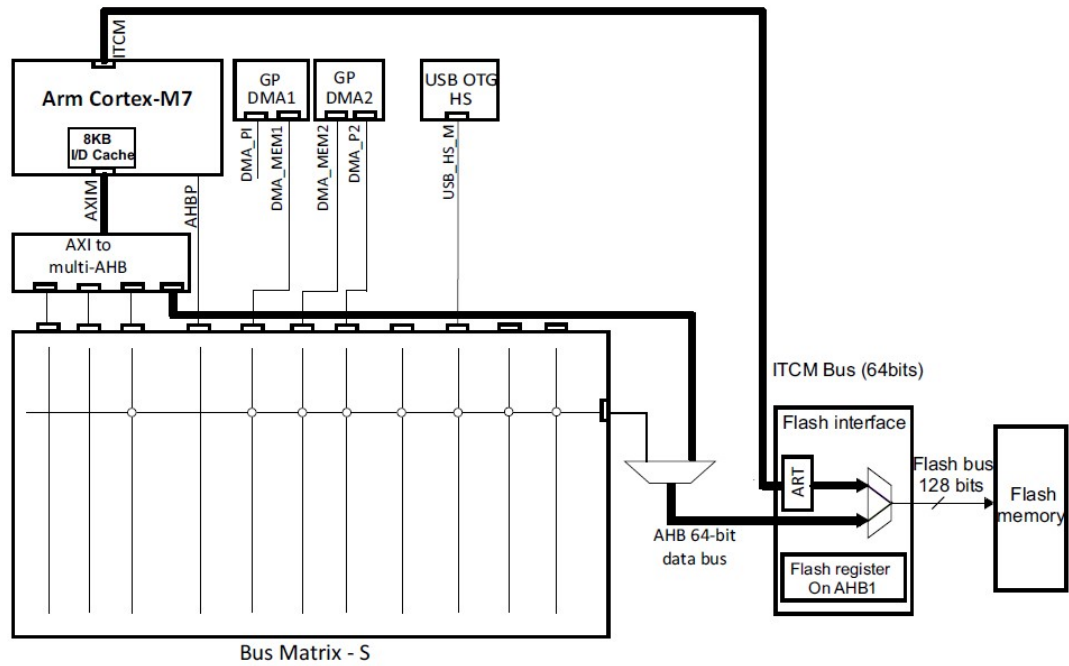 ITCM
Arm Cortex-M7
8KB
I/D Cache
GP
DMA1
GP
DMA2
USB OTG
HS
DMA_PI
DMA_MEM1
DMA_MEM2
DMA_P2
USB_HS_M
AXIM
AHBP
AXI to
multi-AHB
ITCM Bus (64bits)
Flash interface
ART
Flash bus
128 bits
Flash
memory
AHB 64-bit
data bus
Flash register
On AHB1
Bus Matrix - S